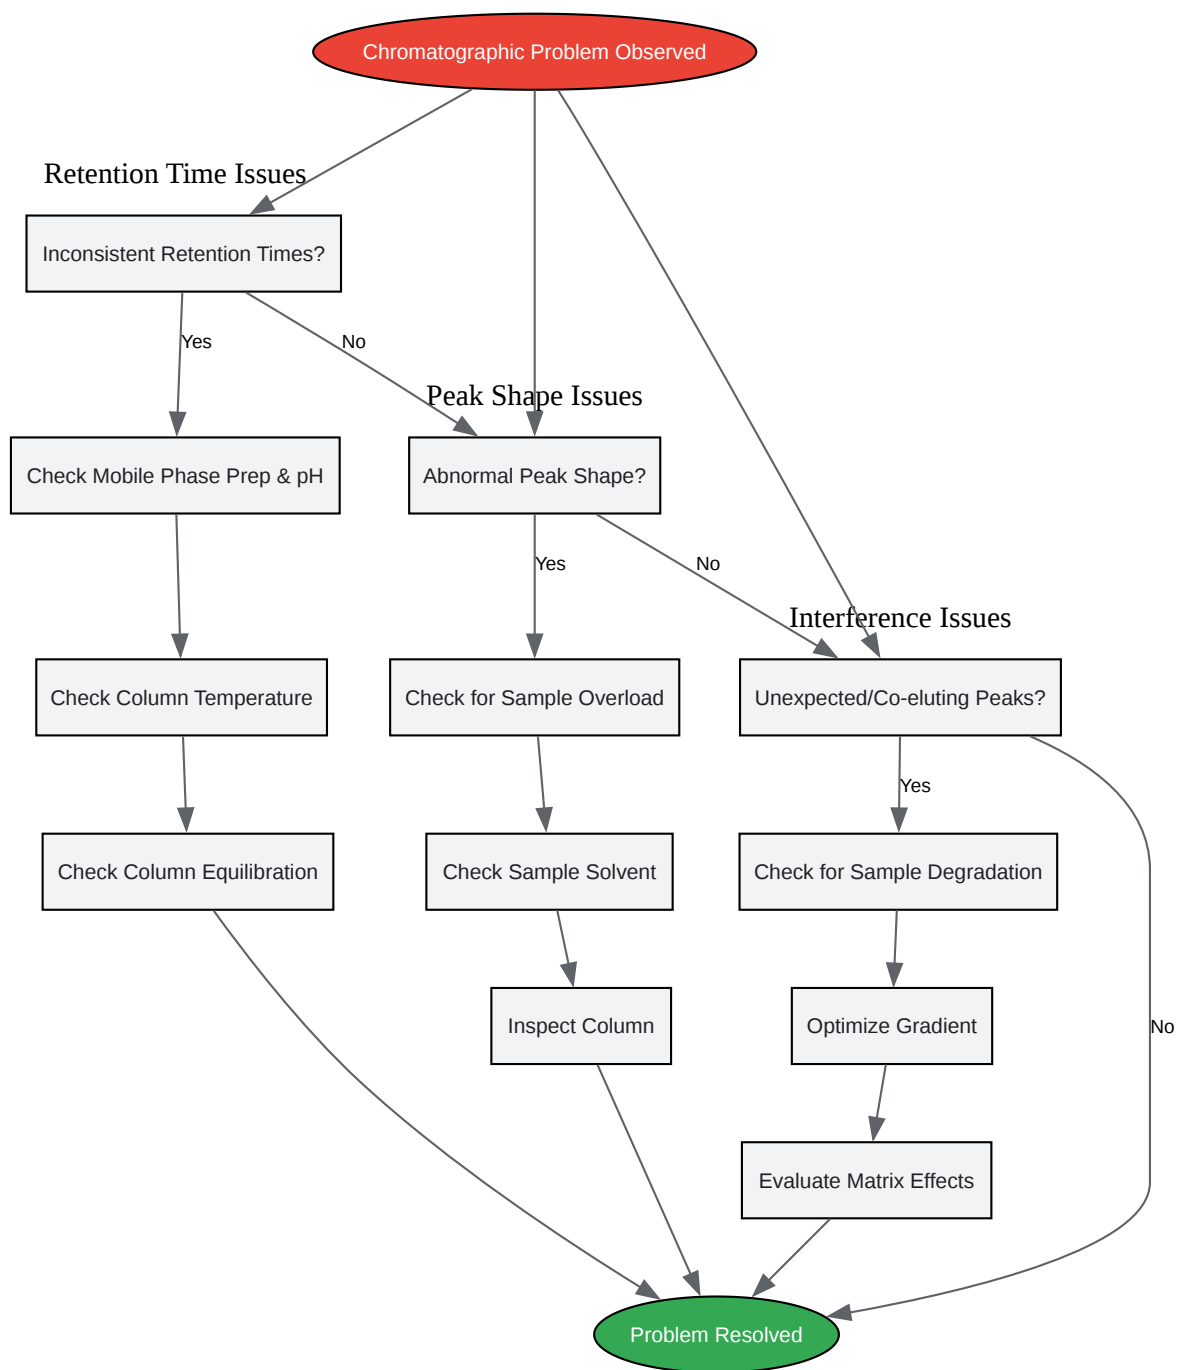 Chromatographic Problem Observed
Retention Time Issues
Inconsistent Retention Times?
Yes
No
Peak Shape Issues
Check Mobile Phase Prep & pH
Abnormal Peak Shape?
Yes
No
Interference Issues
Check Column Temperature
Check for Sample Overload
Unexpected/Co-eluting Peaks?
Yes
Check Column Equilibration
Check Sample Solvent
Check for Sample Degradation
Inspect Column
Optimize Gradient
No
Evaluate Matrix Effects
Problem Resolved